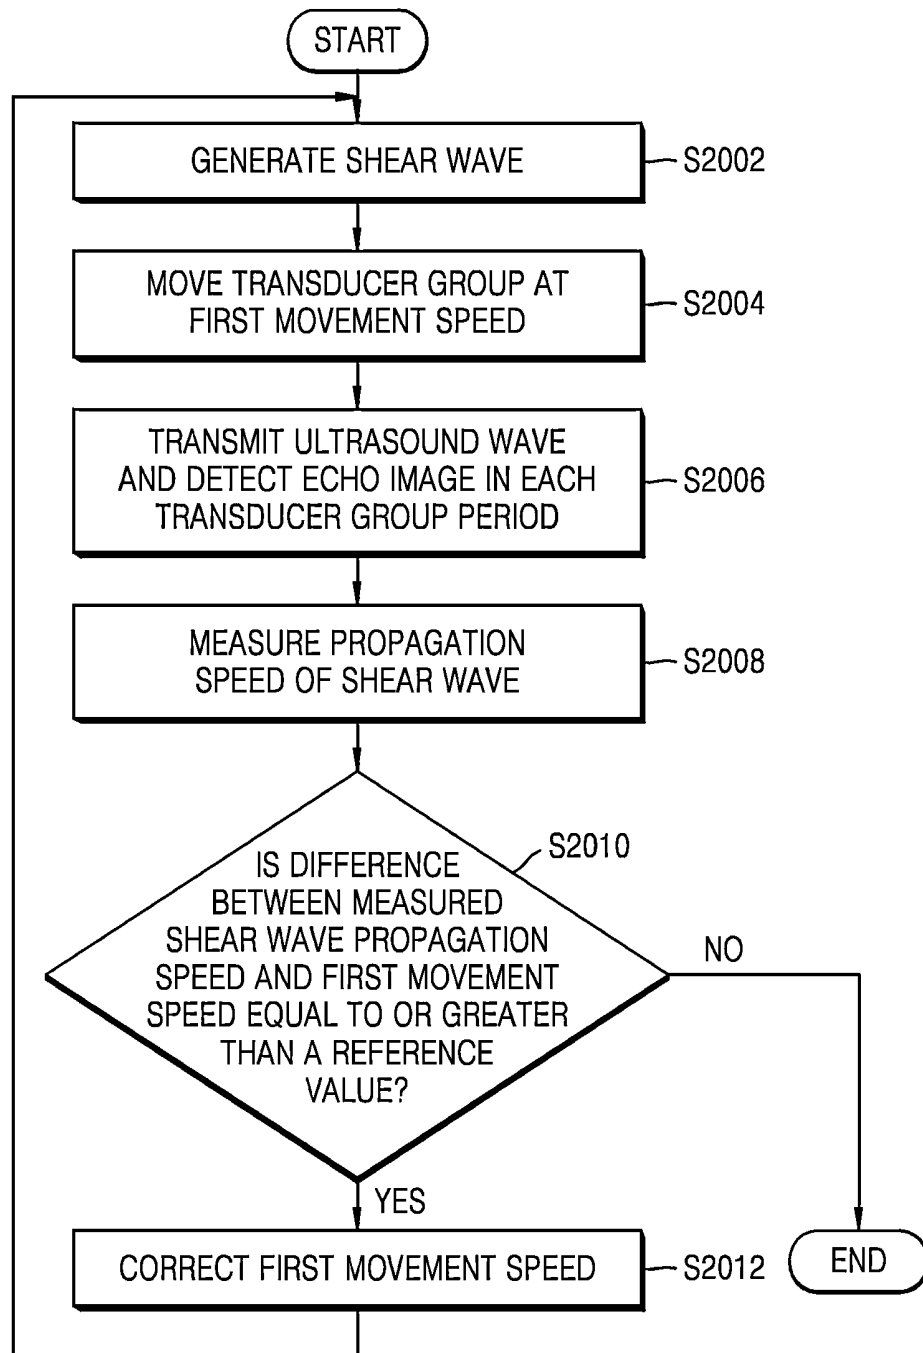 START
GENERATE SHEAR WAVE
S2002
MOVE TRANSDUCER GROUP AT
FIRST MOVEMENT SPEED
S2004
TRANSMIT ULTRASOUND WAVE
AND DETECT ECHO IMAGE IN EACH
TRANSDUCER GROUP PERIOD
S2006
MEASURE PROPAGATION
SPEED OF SHEAR WAVE
S2008
S2010
IS DIFFERENCE
BETWEEN MEASURED
SHEAR WAVE PROPAGATION
SPEED AND FIRST MOVEMENT
SPEED EQUAL TO OR GREATER
THAN A REFERENCE
VALUE?
NO
YES
CORRECT FIRST MOVEMENT SPEED
S2012
END